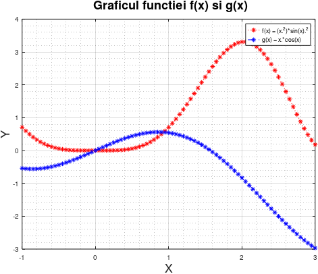 Graficul functiei f(x) si g(x)
f(x) = (x.^2)*sin(x).^2
g(x) = x.*cos(x)
4
3
2
1
0
-1
-2
-3
Y
-1
0
1
2
3
X